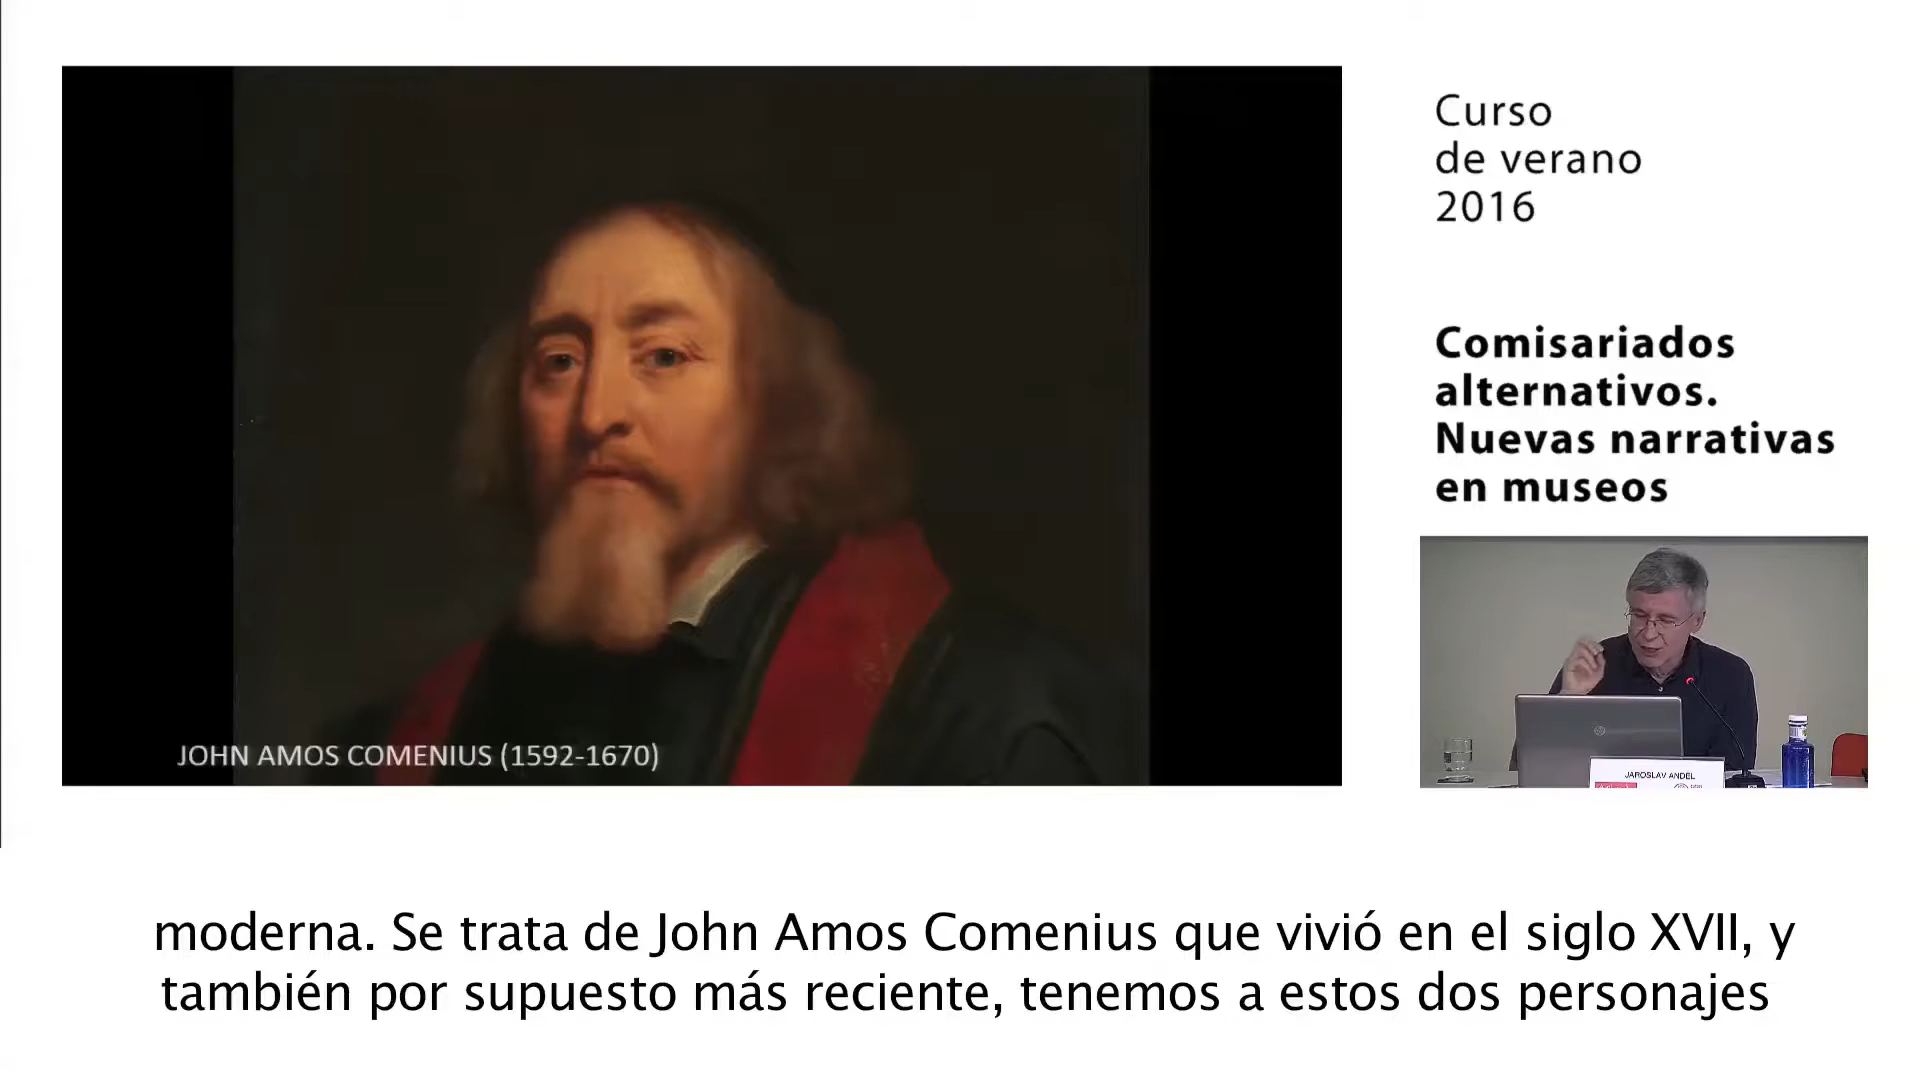 Curso
de verano
2016
Comisariados
alternativos.
Nuevas narrativas
en museos
JOHN AMOS COMENIUS (1592-1670)
JAROSLAV ANDEL
moderna. Se trata de John Amos Comenius que vivió en el siglo XVII, y
también por supuesto más reciente, tenemos a estos dos personajes